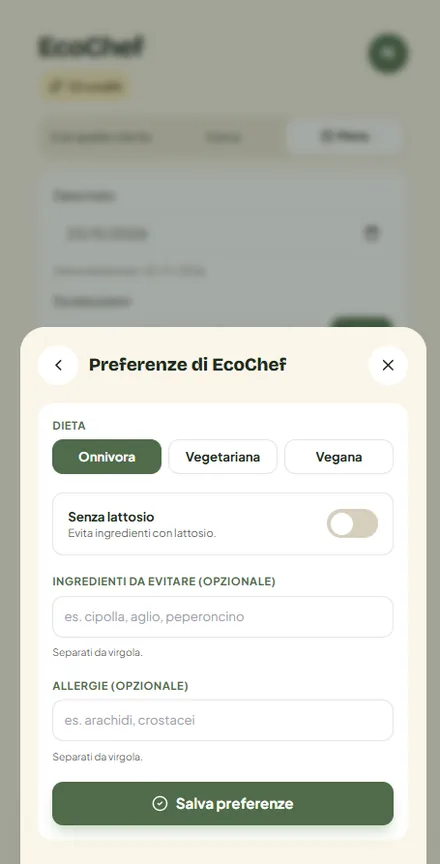 EcoChef
Preferenze di EcoChef
DIETA
Onnivora
Vegetariana
Vegana
Senza lattosio
Evita ingredienti con lattosio.
INGREDIENTI DA EVITARE (OPZIONALE)
es. cipolla, aglio, peperoncino
Separati da virgola.
ALLERGIE (OPZIONALE)
es. arachidi, crostacei
Separati da virgola.
Salva preferenze